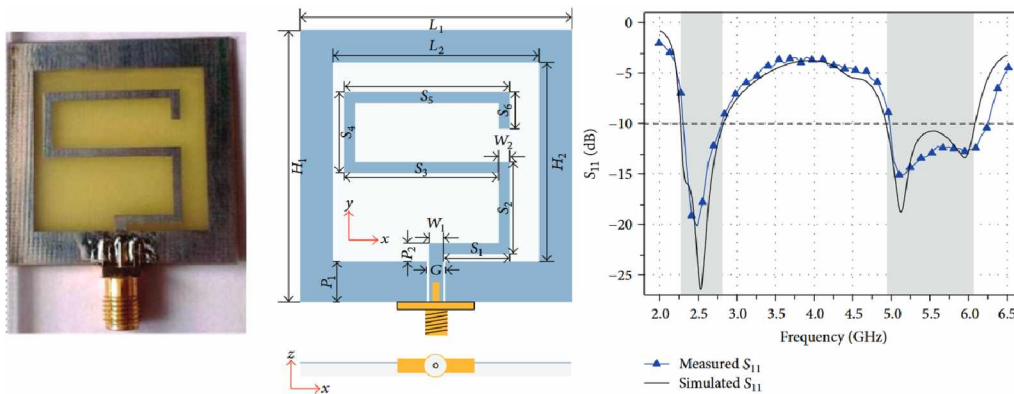 L1
L2
S5
S4
S6
H1
W2
H2
S3
S2
y
x
W1
P2
S1
P1
G
z
x
0
−5
−10
−15
−20
−25
S11 (dB)
2.0 2.5 3.0 3.5 4.0 4.5 5.0 5.5 6.0 6.5
Frequency (GHz)
Measured S11
Simulated S11